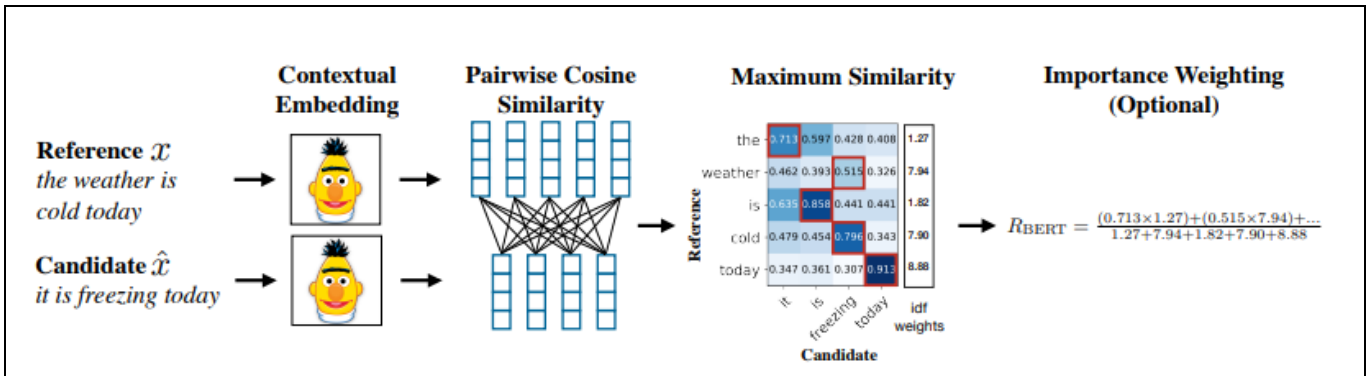 Contextual
Embedding
Pairwise Cosine
Similarity
Maximum Similarity
Importance Weighting
(Optional)
Reference x
the weather is
cold today
Candidate x̂
it is freezing today
Reference
the 0.713 0.597 0.428 0.408 1.27
weather 0.462 0.393 0.515 0.326 7.94
is 0.635 0.858 0.441 0.441 1.82
cold 0.479 0.454 0.796 0.343 7.90
today 0.347 0.361 0.307 0.913 8.88
it is freezing today
idf
weights
Candidate
R_BERT = (0.713×1.27)+(0.515×7.94)+... / 1.27+7.94+1.82+7.90+8.88